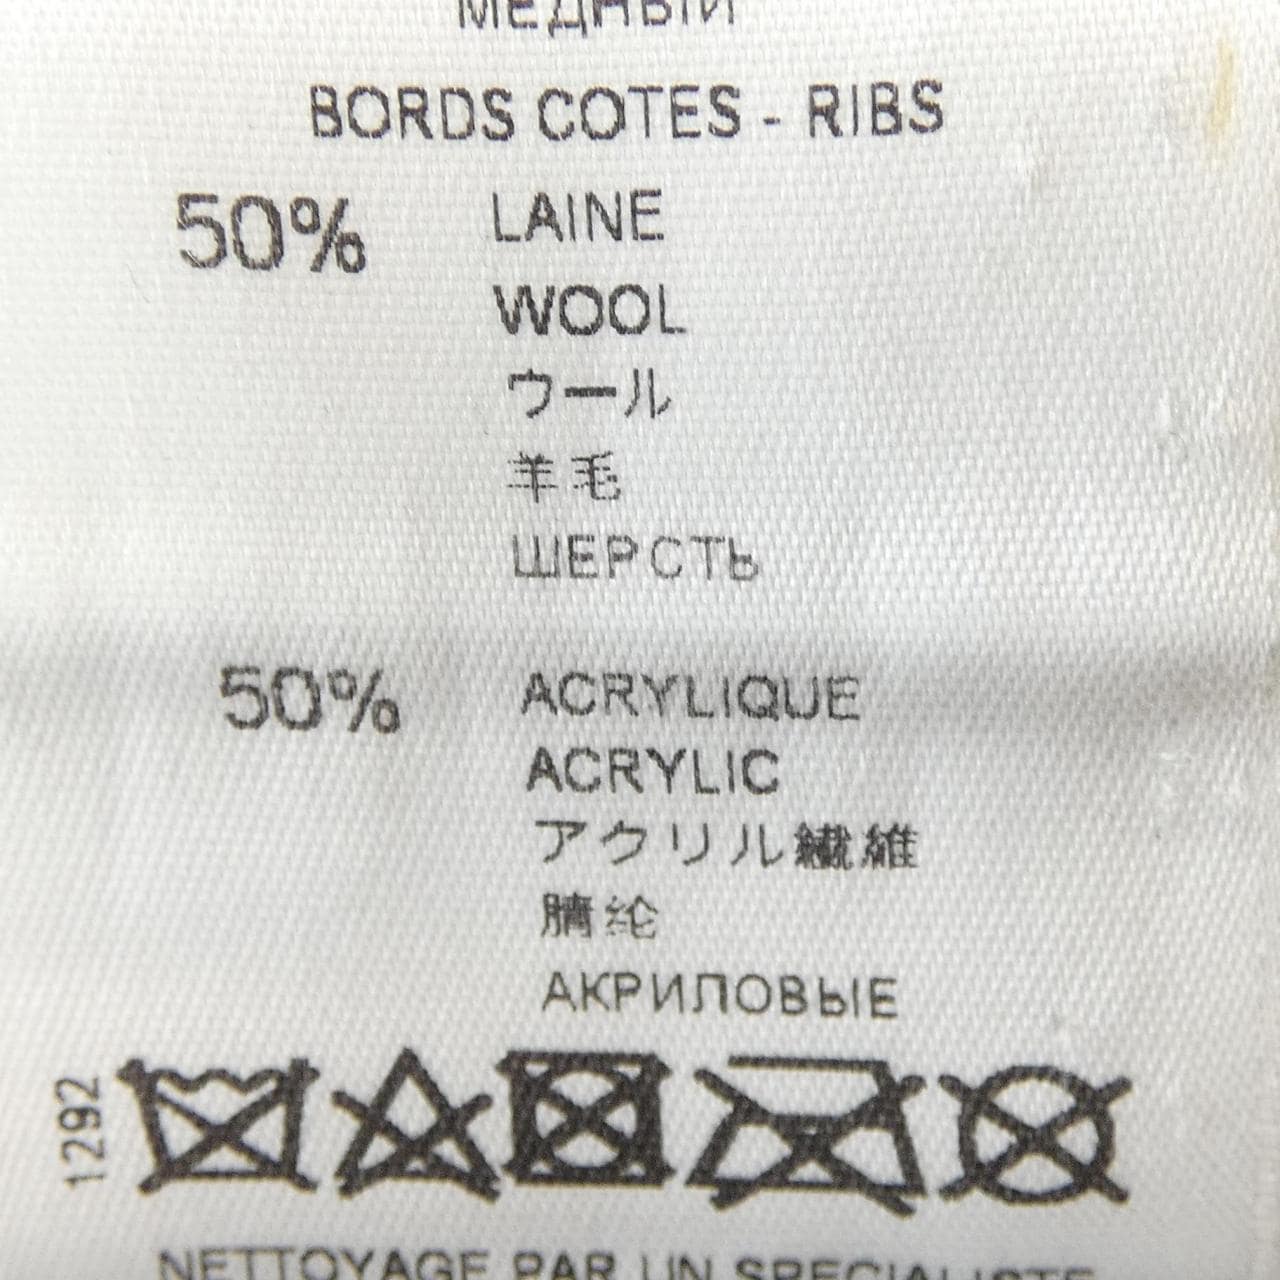 МЕДНЫЙ
BORDS COTES - RIBS
50% LAINE
WOOL
ウール
羊毛
ШЕРСТЬ
50% ACRYLIQUE
ACRYLIC
アクリル繊維
腈纶
АКРИЛОВЫЕ
1292
NETTOYAGE PAR UN SPECIALISTE